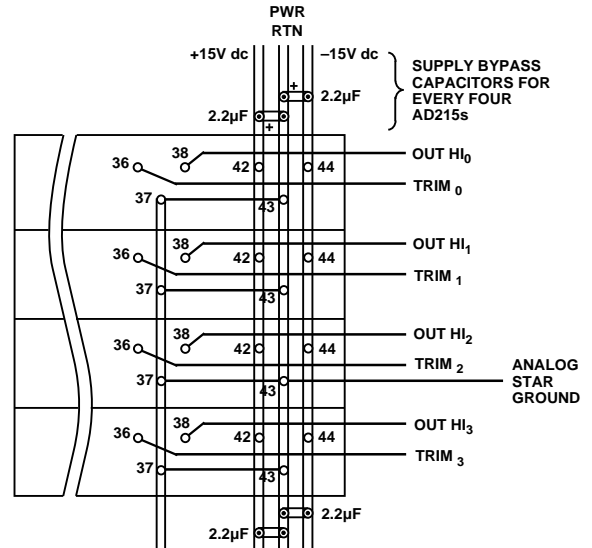 PWR
RTN
+15V dc
–15V dc
+
2.2µF
SUPPLY BYPASS
CAPACITORS FOR
EVERY FOUR
AD215s
2.2µF
+
36
38
42
44
OUT HI0
TRIM 0
37
43
36
38
42
44
OUT HI1
TRIM 1
37
43
36
38
42
44
OUT HI2
TRIM 2
37
43
ANALOG
STAR
GROUND
36
38
42
44
OUT HI3
TRIM 3
37
43
2.2µF
2.2µF